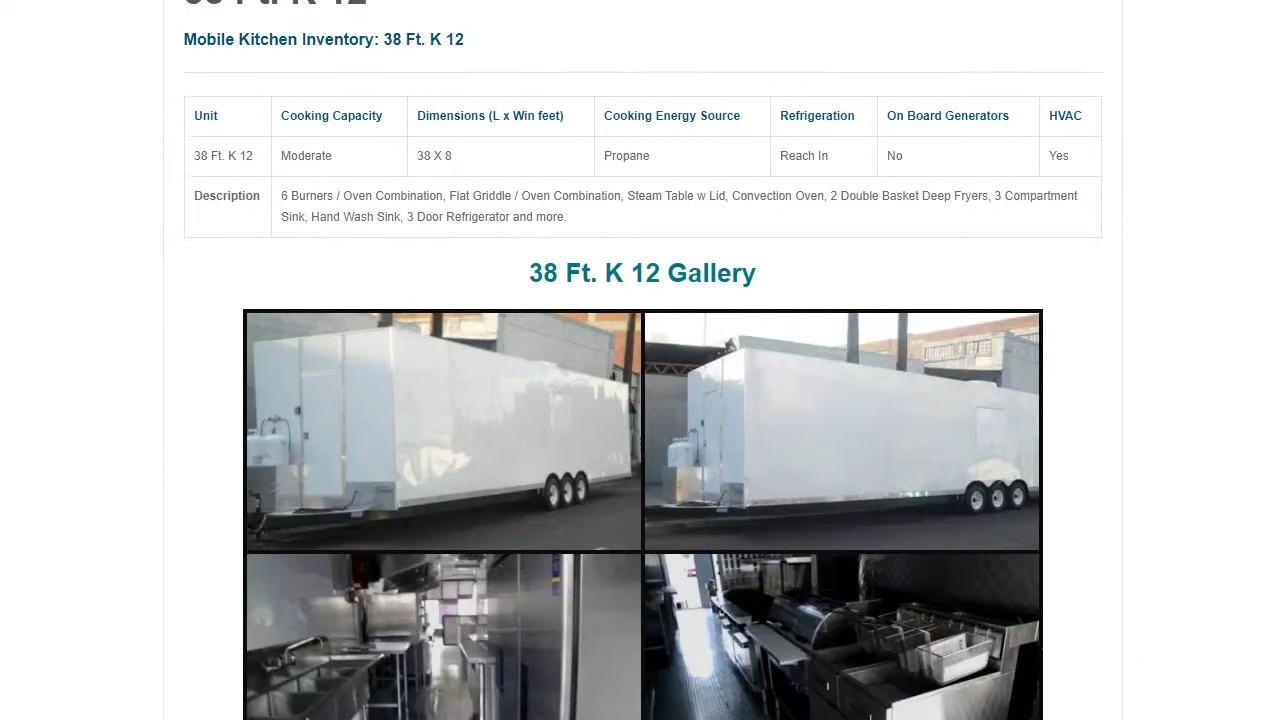 38 Ft. K 12
Mobile Kitchen Inventory: 38 Ft. K 12
Unit Cooking Capacity Dimensions (L x Win feet) Cooking Energy Source Refrigeration On Board Generators HVAC
38 Ft. K 12 Moderate 38 X 8 Propane Reach In No Yes
Description 6 Burners / Oven Combination, Flat Griddle / Oven Combination, Steam Table w Lid, Convection Oven, 2 Double Basket Deep Fryers, 3 Compartment
Sink, Hand Wash Sink, 3 Door Refrigerator and more.
38 Ft. K 12 Gallery